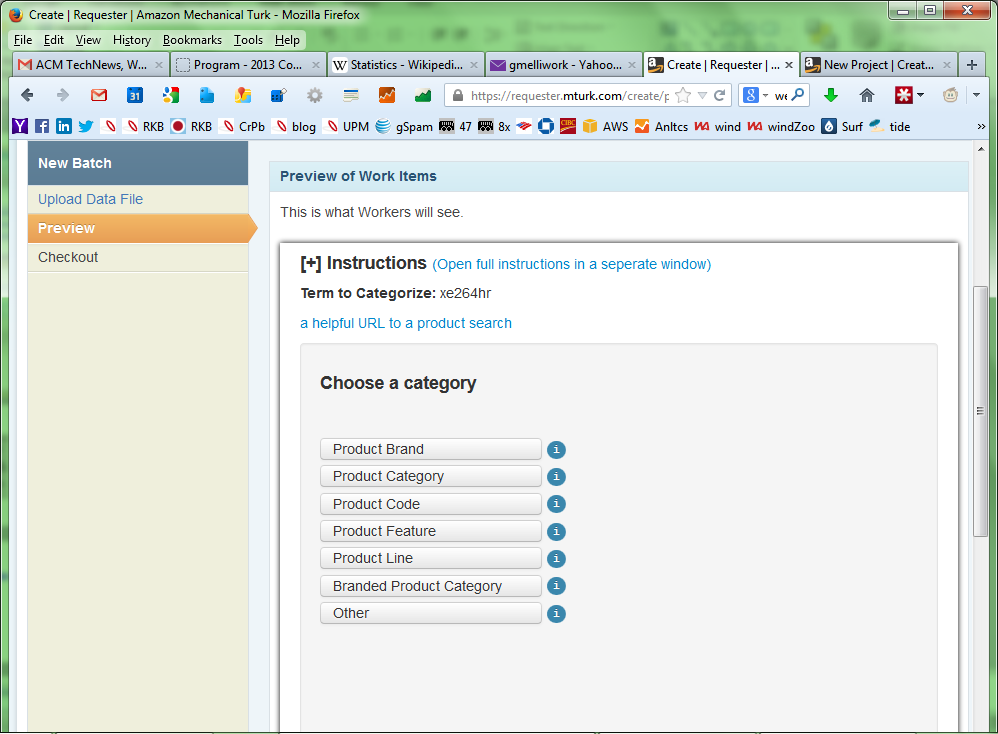 Create | Requester | Amazon Mechanical Turk - Mozilla Firefox
File Edit View History Bookmarks Tools Help
ACM TechNews, W... Program - 2013 Co... Statistics - Wikipedi... gmelliwork - Yahoo... Create | Requester | ... New Project | Creat...
https://requester.mturk.com/create/p we
RKB RKB CrPb blog UPM gSpam 47 8x AWS Anltcs wind windZoo Surf tide
New Batch
Upload Data File
Preview
Checkout
Preview of Work Items
This is what Workers will see.
[+] Instructions (Open full instructions in a seperate window)
Term to Categorize: xe264hr
a helpful URL to a product search
Choose a category
Product Brand
Product Category
Product Code
Product Feature
Product Line
Branded Product Category
Other